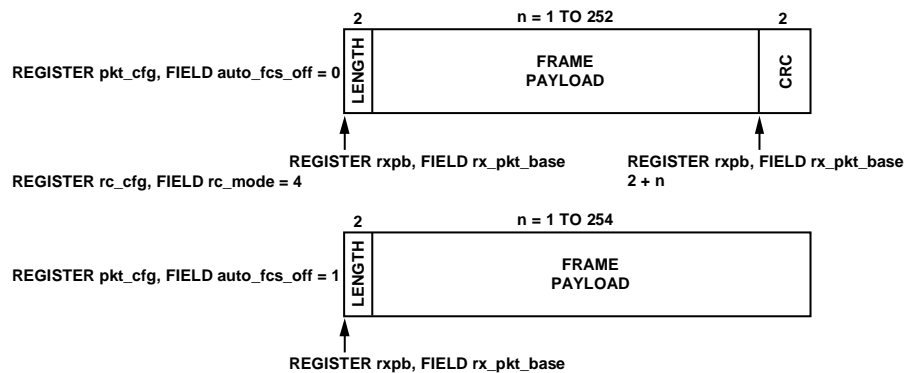 2
n = 1 TO 252
2
REGISTER pkt_cfg, FIELD auto_fcs_off = 0
LENGTH
FRAME
PAYLOAD
CRC
REGISTER rxpb, FIELD rx_pkt_base
REGISTER rxpb, FIELD rx_pkt_base
2 + n
REGISTER rc_cfg, FIELD rc_mode = 4
2
n = 1 TO 254
REGISTER pkt_cfg, FIELD auto_fcs_off = 1
LENGTH
FRAME
PAYLOAD
REGISTER rxpb, FIELD rx_pkt_base